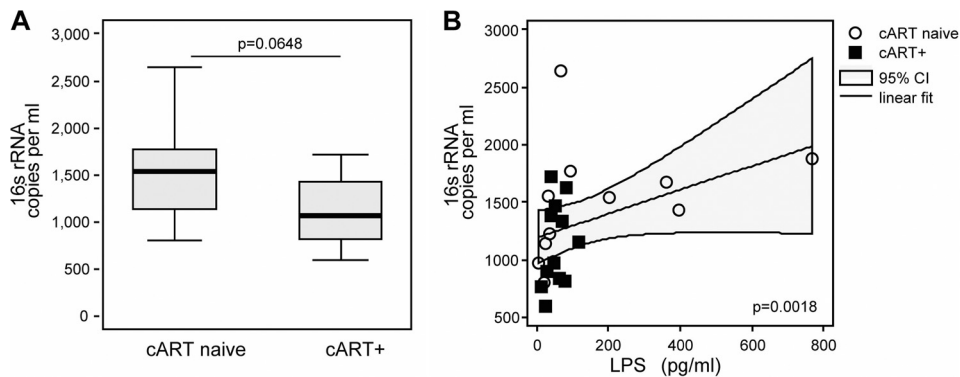 A
3,000
2,500
2,000
1,500
1,000
500
0
16s rRNA
copies per ml
p=0.0648
cART naive
cART+
B
3000
2500
2000
1500
1000
500
16s rRNA
copies per ml
0
200
400
600
800
LPS (pg/ml)
p=0.0018
cART naive
cART+
95% CI
linear fit